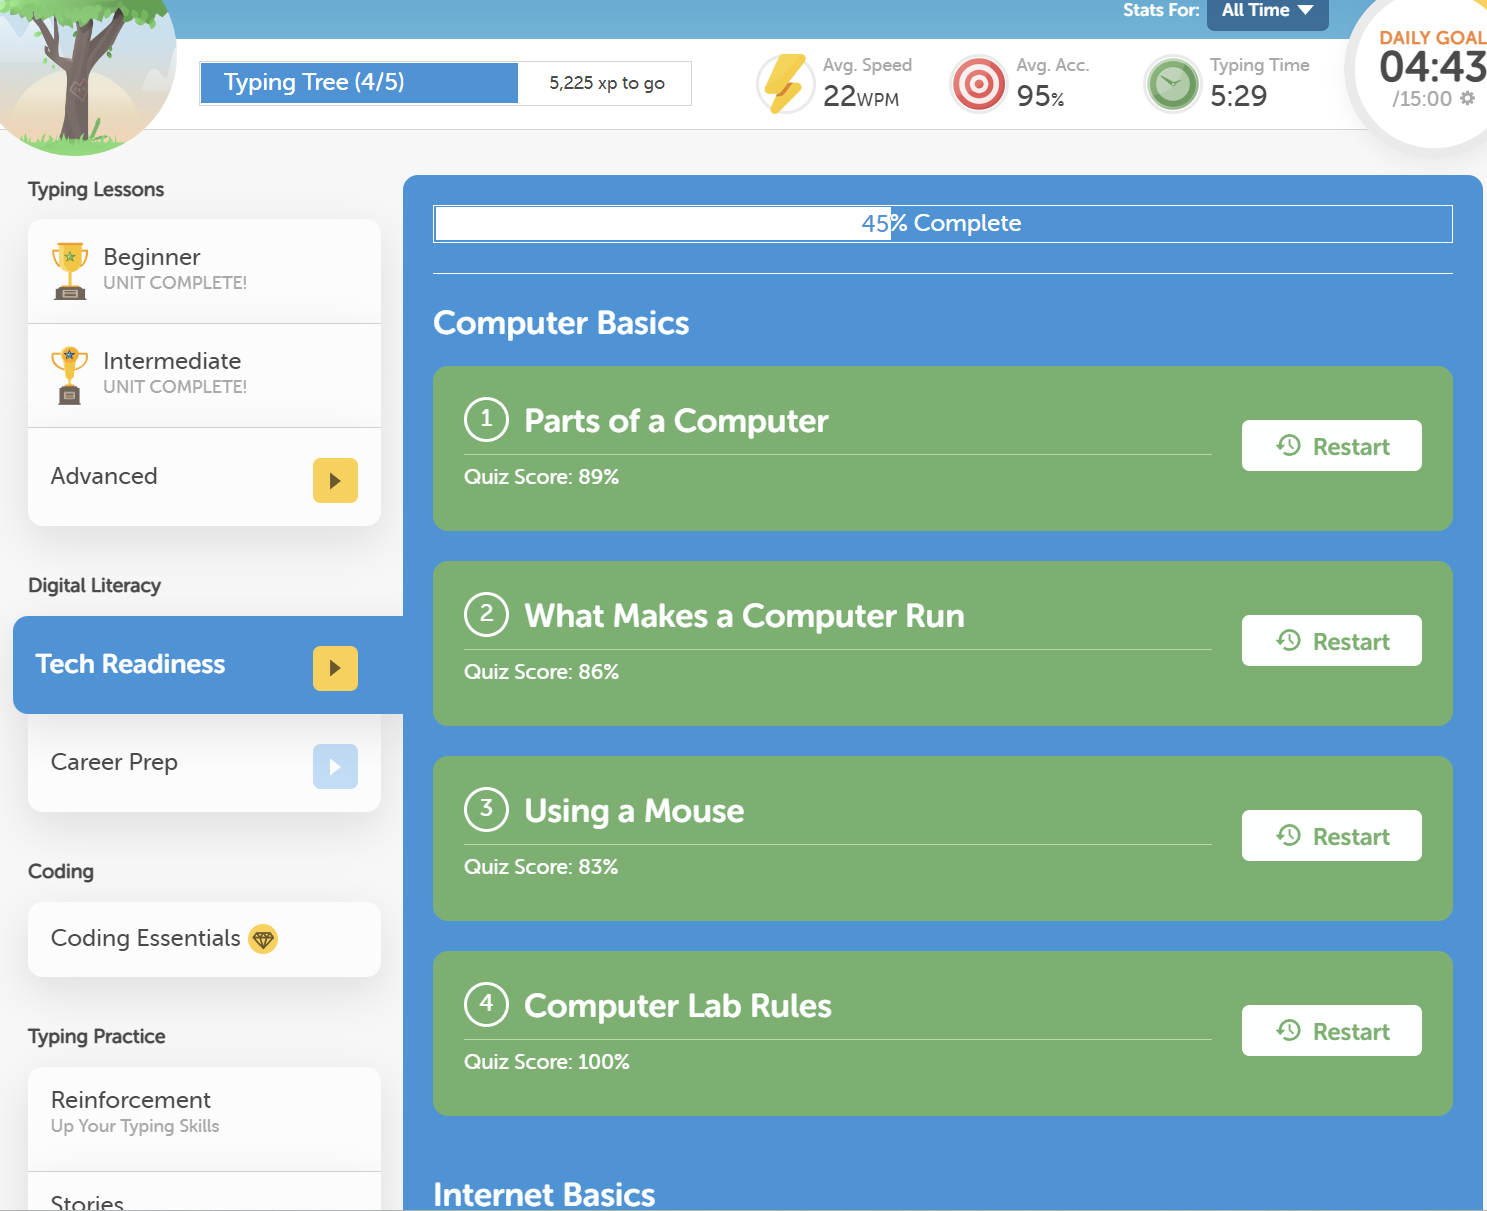 Stats For: All Time
Typing Tree (4/5)
5,225 xp to go
Avg. Speed
22WPM
Avg. Acc.
95%
Typing Time
5:29
DAILY GOAL
04:43
/15:00
Typing Lessons
Beginner
UNIT COMPLETE!
Intermediate
UNIT COMPLETE!
Advanced
Digital Literacy
Tech Readiness
Career Prep
Coding
Coding Essentials
Typing Practice
Reinforcement
Up Your Typing Skills
Stories
45% Complete
Computer Basics
1 Parts of a Computer
Quiz Score: 89%
Restart
2 What Makes a Computer Run
Quiz Score: 86%
Restart
3 Using a Mouse
Quiz Score: 83%
Restart
4 Computer Lab Rules
Quiz Score: 100%
Restart
Internet Basics